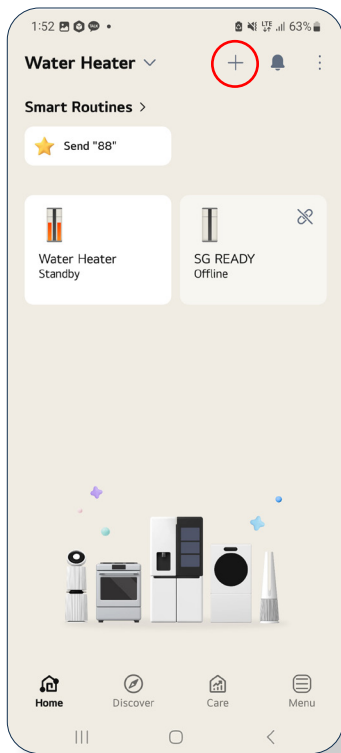 1:52
LTE
63%
Water Heater
Smart Routines >
Send "88"
Water Heater
Standby
SG READY
Offline
Home
Discover
Care
Menu